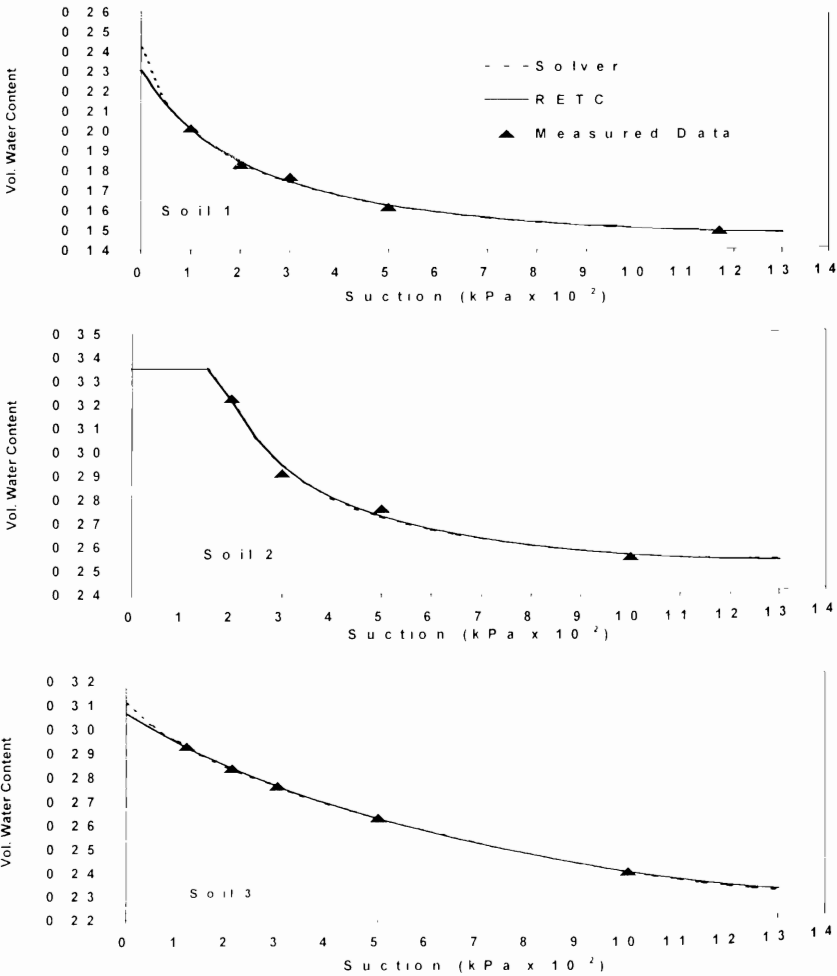 0 26
0 25
0 24
0 23
0 22
0 21
0 20
0 19
0 18
0 17
0 16
0 15
0 14
Vol. Water Content
Solver
RETC
Measured Data
Soil 1
0 1 2 3 4 5 6 7 8 9 10 11 12 13 14
Suction (kPa x 10 2)
0 35
0 34
0 33
0 32
0 31
0 30
0 29
0 28
0 27
0 26
0 25
0 24
Vol. Water Content
Soil 2
0 1 2 3 4 5 6 7 8 9 10 11 12 13 14
Suction (kPa x 10 2)
0 32
0 31
0 30
0 29
0 28
0 27
0 26
0 25
0 24
0 23
0 22
Vol. Water Content
Soil 3
0 1 2 3 4 5 6 7 8 9 10 11 12 13 14
Suction (kPa x 10 2)